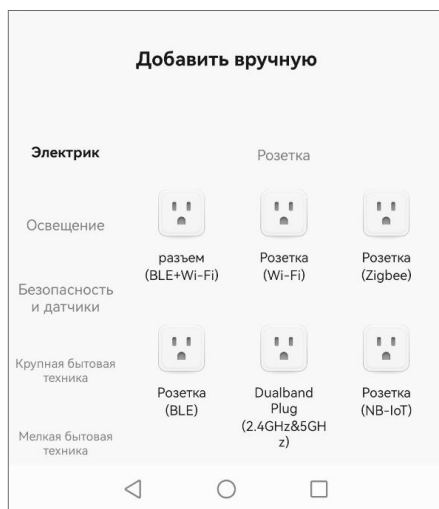 Добавить вручную
Электрик
Освещение
Безопасность
и датчики
Крупная бытовая
техника
Мелкая бытовая
техника
Розетка
разъем
(BLE+Wi-Fi)
Розетка
(Wi-Fi)
Розетка
(Zigbee)
Розетка
(BLE)
Dualband
Plug
(2.4GHz&5GH
z)
Розетка
(NB-IoT)